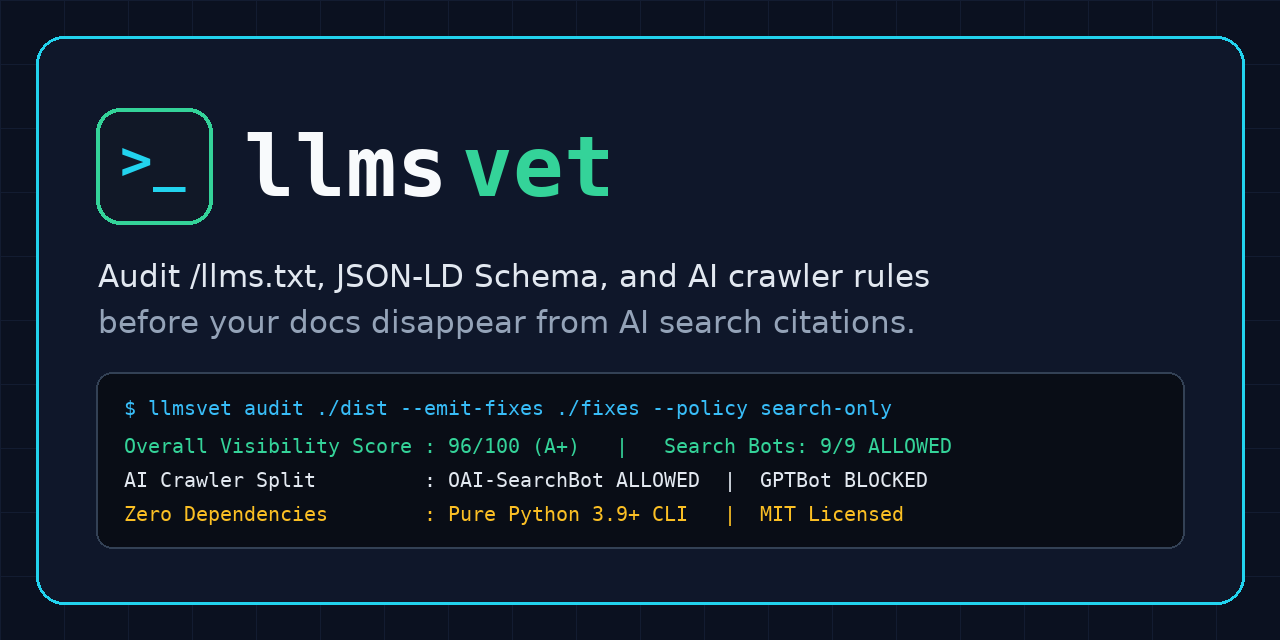 >_ llms vet
Audit /llms.txt, JSON-LD Schema, and AI crawler rules
before your docs disappear from AI search citations.
$ llmsvet audit ./dist --emit-fixes ./fixes --policy search-only
Overall Visibility Score : 96/100 (A+)   |   Search Bots: 9/9 ALLOWED
AI Crawler Split         : OAI-SearchBot ALLOWED  |  GPTBot BLOCKED
Zero Dependencies        : Pure Python 3.9+ CLI   |  MIT Licensed